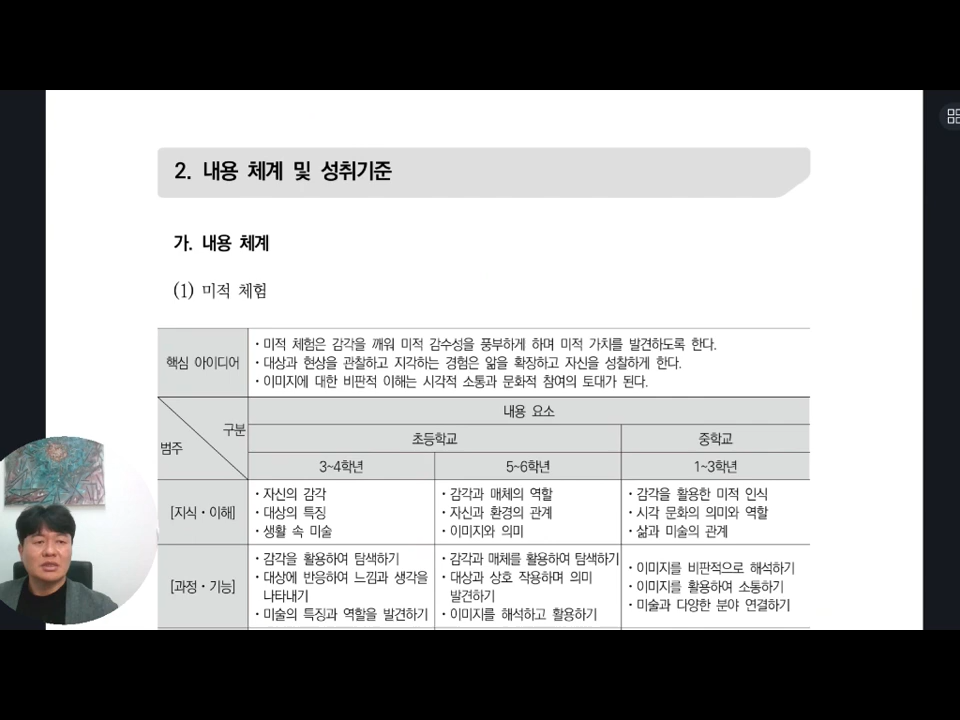 2. 내용 체계 및 성취기준
가. 내용 체계
(1) 미적 체험
핵심 아이디어
· 미적 체험은 감각을 깨워 미적 감수성을 풍부하게 하며 미적 가치를 발견하도록 한다.
· 대상과 현상을 관찰하고 지각하는 경험은 앎을 확장하고 자신을 성찰하게 한다.
· 이미지에 대한 비판적 이해는 시각적 소통과 문화적 참여의 토대가 된다.
구분
범주
내용 요소
초등학교
중학교
3~4학년
5~6학년
1~3학년
[지식・이해]
· 자신의 감각
· 대상의 특징
· 생활 속 미술
· 감각과 매체의 역할
· 자신과 환경의 관계
· 이미지와 의미
· 감각을 활용한 미적 인식
· 시각 문화의 의미와 역할
· 삶과 미술의 관계
[과정・기능]
· 감각을 활용하여 탐색하기
· 대상에 반응하여 느낌과 생각을
나타내기
· 미술의 특징과 역할을 발견하기
· 감각과 매체를 활용하여 탐색하기
· 대상과 상호 작용하며 의미
발견하기
· 이미지를 해석하고 활용하기
· 이미지를 비판적으로 해석하기
· 이미지를 활용하여 소통하기
· 미술과 다양한 분야 연결하기